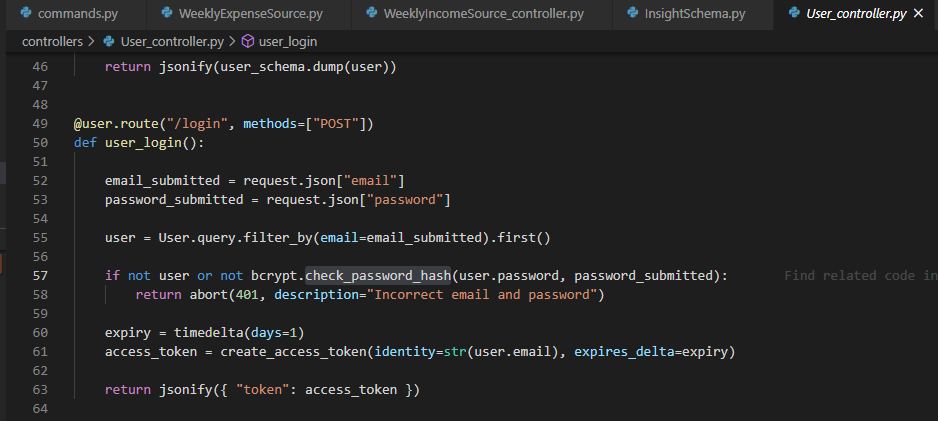 commands.py WeeklyExpenseSource.py WeeklyIncomeSource_controller.py InsightSchema.py User_controller.py ×
controllers > User_controller.py > user_login
46 return jsonify(user_schema.dump(user))
47
48
49 @user.route("/login", methods=["POST"])
50 def user_login():
51
52 email_submitted = request.json["email"]
53 password_submitted = request.json["password"]
54
55 user = User.query.filter_by(email=email_submitted).first()
56
57 if not user or not bcrypt.check_password_hash(user.password, password_submitted): Find related code in
58 return abort(401, description="Incorrect email and password")
59
60 expiry = timedelta(days=1)
61 access_token = create_access_token(identity=str(user.email), expires_delta=expiry)
62
63 return jsonify({ "token": access_token })
64